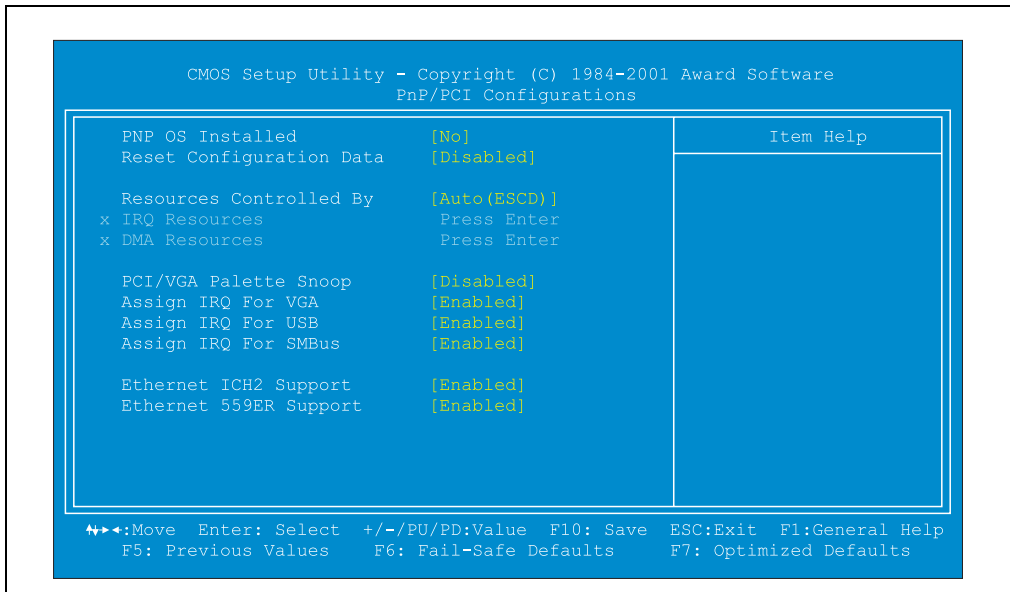 CMOS Setup Utility - Copyright (C) 1984-2001 Award Software
PnP/PCI Configurations
PNP OS Installed [No]
Item Help
Reset Configuration Data [Disabled]
Resources Controlled By [Auto(ESCD)]
x IRQ Resources Press Enter
x DMA Resources Press Enter
PCI/VGA Palette Snoop [Disabled]
Assign IRQ For VGA [Enabled]
Assign IRQ For USB [Enabled]
Assign IRQ For SMBus [Enabled]
Ethernet ICH2 Support [Enabled]
Ethernet 559ER Support [Enabled]
:Move Enter: Select +/-/PU/PD:Value F10: Save ESC:Exit F1:General Help
F5: Previous Values F6: Fail-Safe Defaults F7: Optimized Defaults